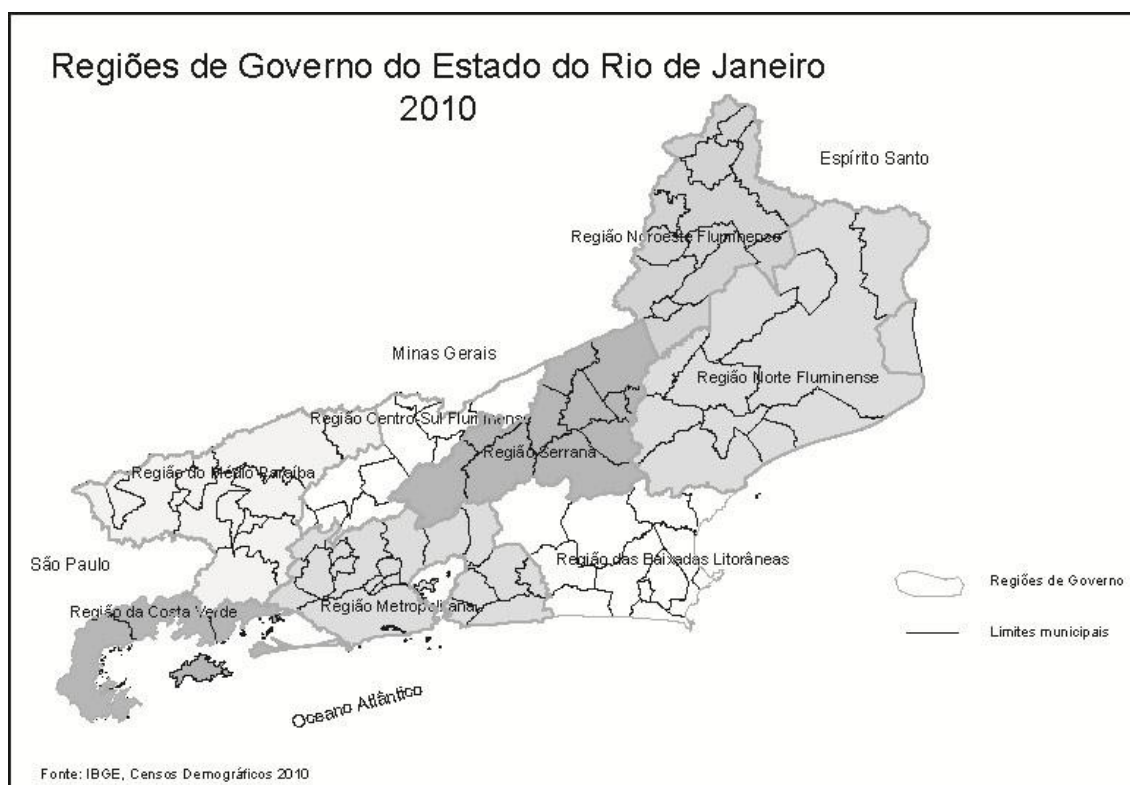 Regiões de Governo do Estado do Rio de Janeiro
2010
Espírito Santo
Região Noroeste Fluminense
Minas Gerais
Região Norte Fluminense
Região Centro-Sul Fluminense
Região Serrana
Região do Médio Paraíba
São Paulo
Região das Baixadas Litorâneas
Regiões de Governo
Região da Costa Verde
Região Metropolitana
Limites municipais
Oceano Atlântico
Fonte: IBGE, Censos Demográficos 2010